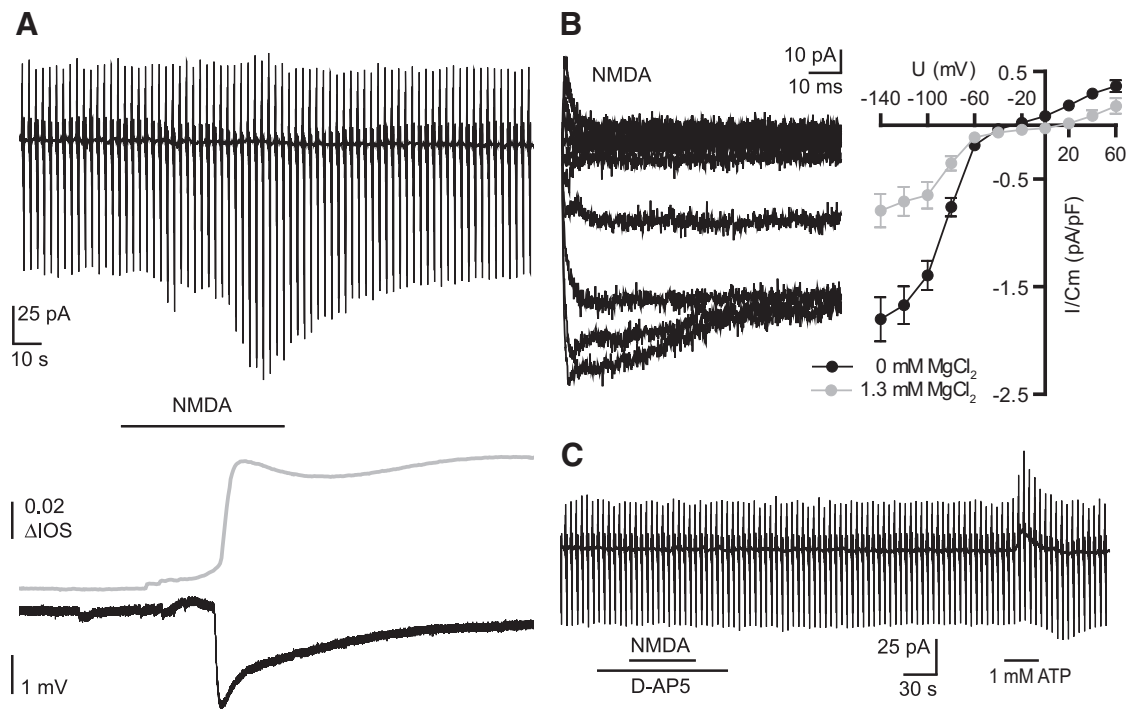 A
25 pA
10 s
NMDA
0.02
ΔIOS
1 mV
B
NMDA
10 pA
10 ms
U (mV)
-140 -100 -60 -20
0.5
20 60
-0.5
-1.5
-2.5
I/Cm (pA/pF)
0 mM MgCl₂
1.3 mM MgCl₂
C
NMDA
D-AP5
25 pA
30 s
1 mM ATP